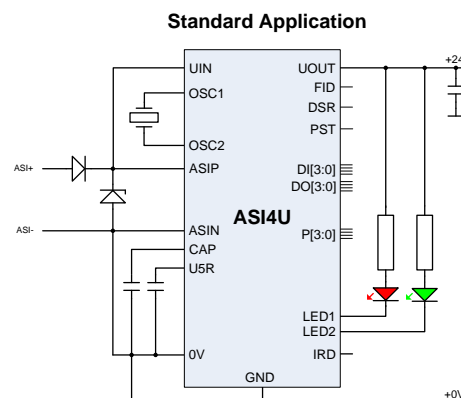 Standard Application
UIN
UOUT
+24
OSC1
FID
DSR
PST
OSC2
ASI+
ASIP
DI[3:0]
DO[3:0]
ASI4U
ASI-
ASIN
P[3:0]
CAP
U5R
LED1
LED2
0V
IRD
GND
+0V